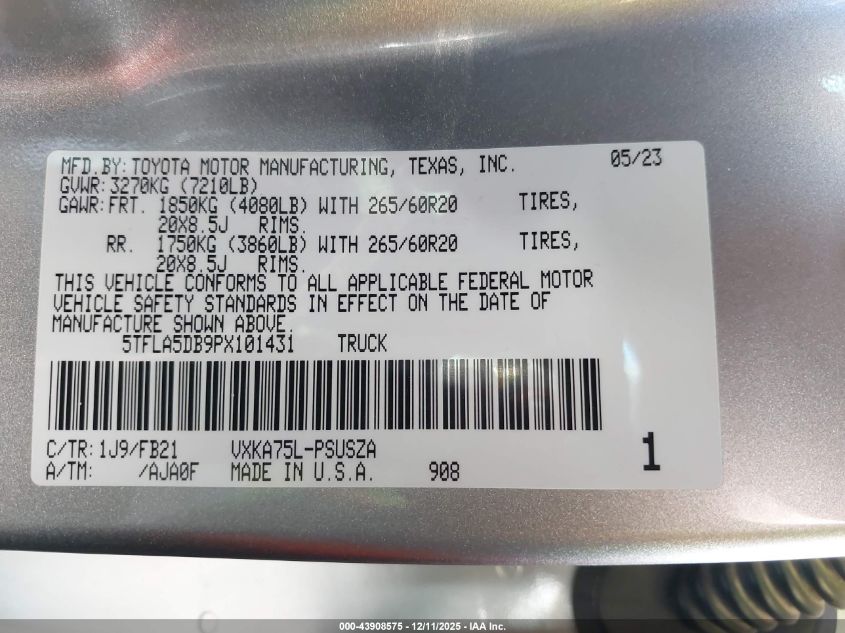 MFD.BY: TOYOTA MOTOR MANUFACTURING, TEXAS, INC. 05/23
GVWR: 3270KG (7210LB)
GAWR: FRT. 1850KG (4080LB) WITH 265/60R20 TIRES,
20X8.5J RIMS.
RR. 1750KG (3860LB) WITH 265/60R20 TIRES,
20X8.5J RIMS.
THIS VEHICLE CONFORMS TO ALL APPLICABLE FEDERAL MOTOR
VEHICLE SAFETY STANDARDS IN EFFECT ON THE DATE OF
MANUFACTURE SHOWN ABOVE.
5TFLA5DB9PX101431 TRUCK
C/TR: 1J9/FB21 VXKA75L-PSUSZA 1
A/TM: /AJA0F MADE IN U.S.A. 908
000-43908575 - 12/11/2025 - IAA Inc.